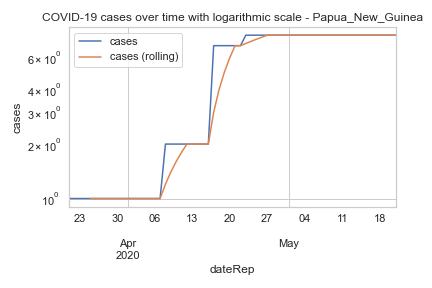 COVID-19 cases over time with logarithmic scale - Papua_New_Guinea
cases
cases (rolling)
6 × 10⁰
4 × 10⁰
3 × 10⁰
2 × 10⁰
10⁰
cases
23 30 06 13 20 27 04 11 18
Apr May
2020
dateRep